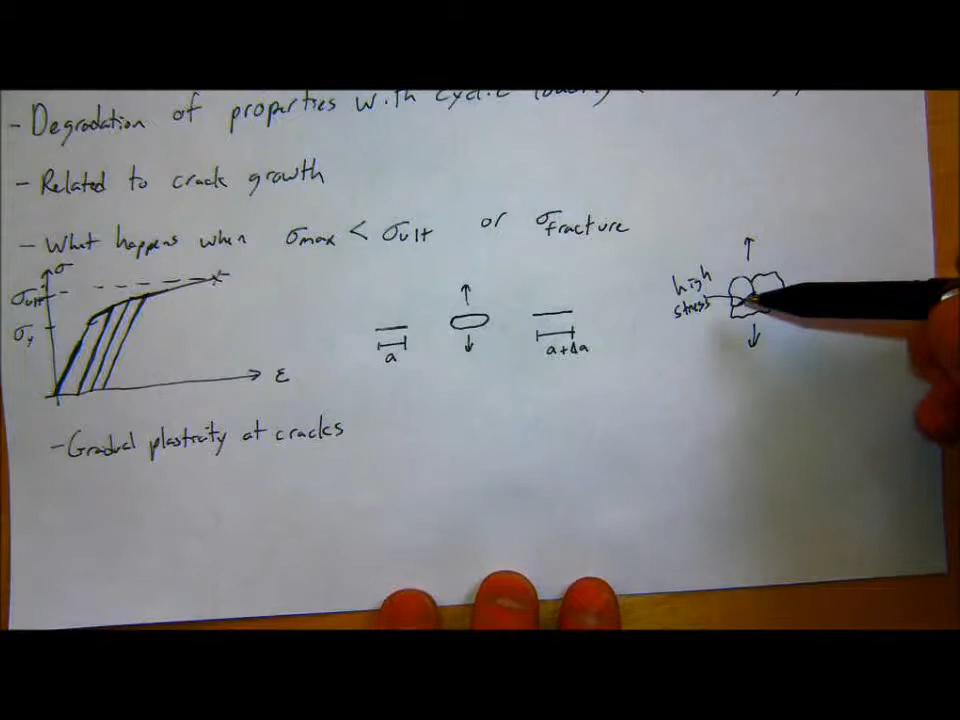 - Degradation of properties with cyclic loading
- Related to crack growth
- What happens when σmax < σult or σfracture
σ
σult
σy
ε
a
a+Δa
high
stress
- Gradual plasticity at cracks